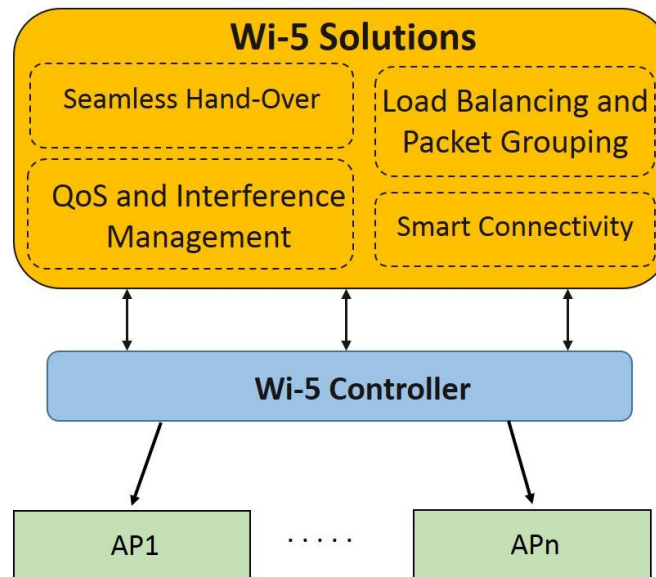 Wi-5 Solutions
Seamless Hand-Over
Load Balancing and
Packet Grouping
QoS and Interference
Management
Smart Connectivity
Wi-5 Controller
AP1
. . . . .
APn